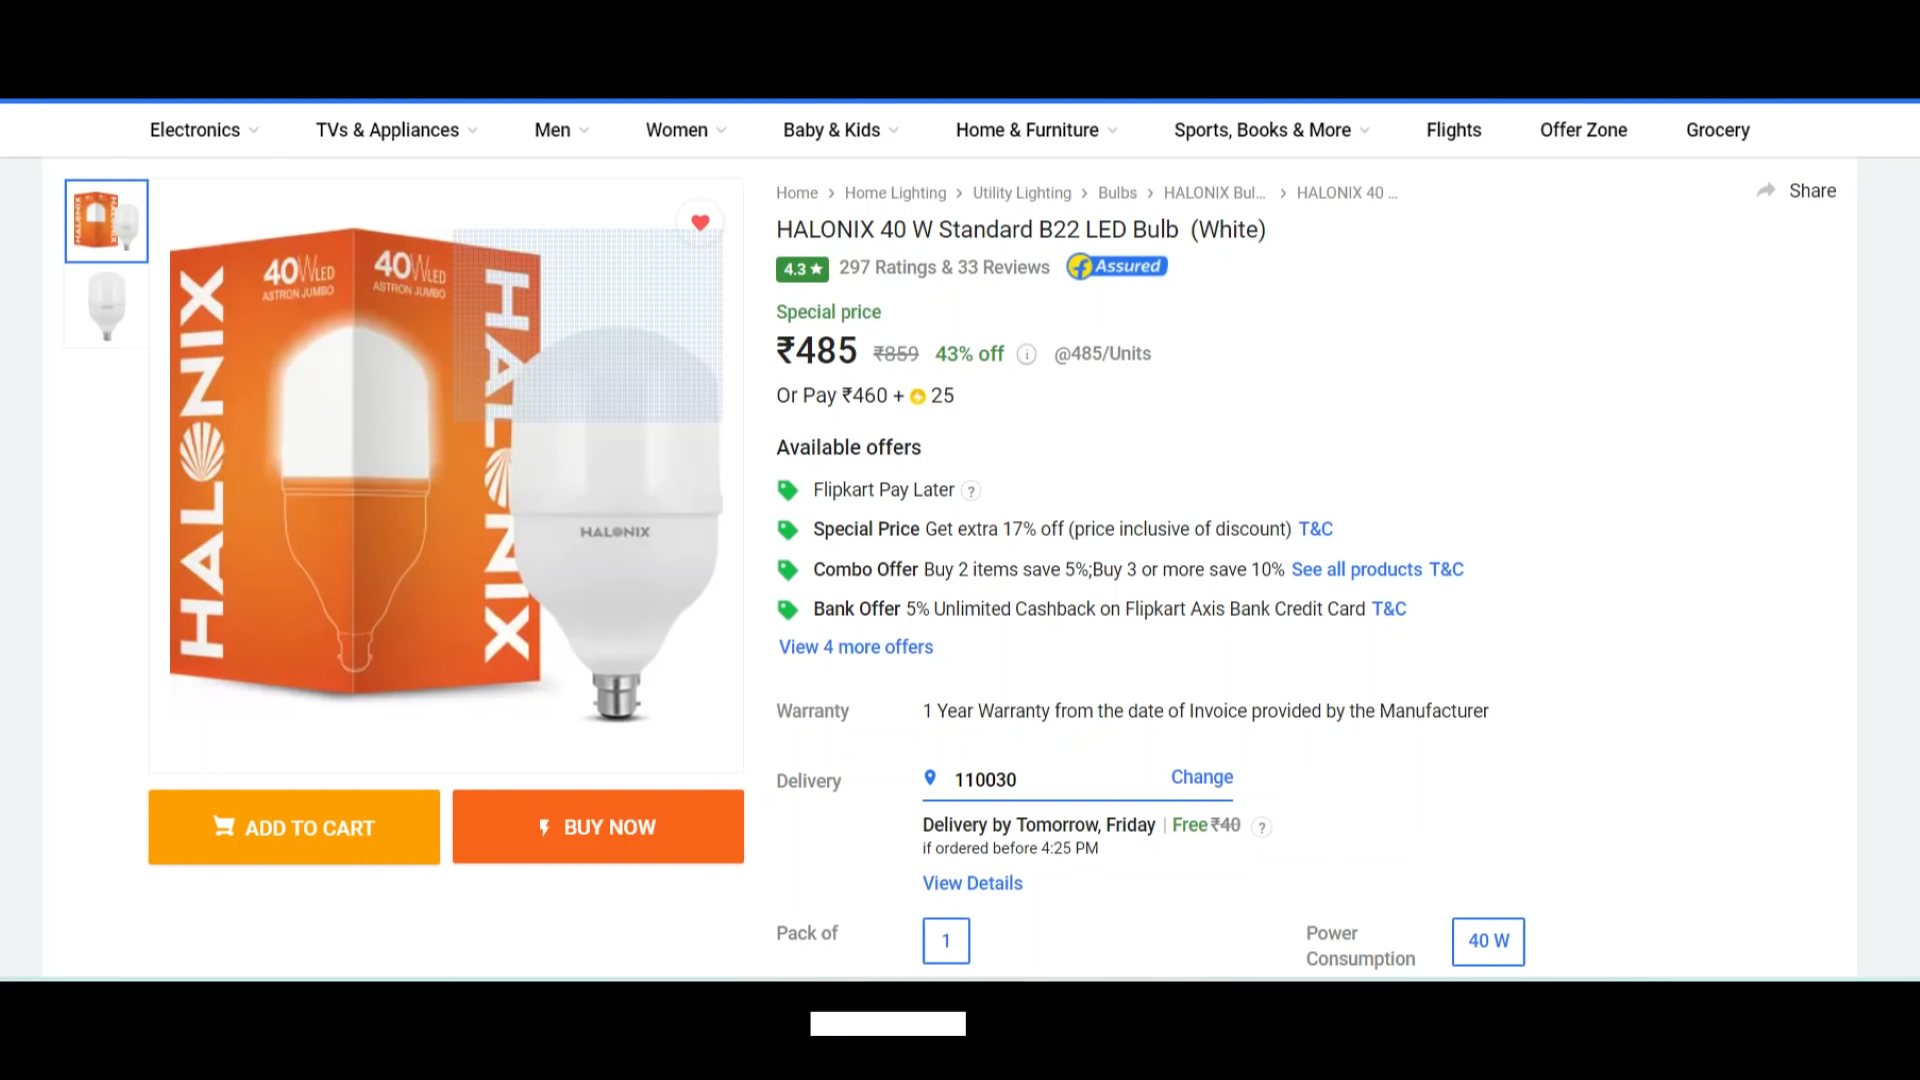 Electronics TVs & Appliances Men Women Baby & Kids Home & Furniture Sports, Books & More Flights Offer Zone Grocery
Home > Home Lighting > Utility Lighting > Bulbs > HALONIX Bul... > HALONIX 40 ...
Share
HALONIX 40 W Standard B22 LED Bulb (White)
4.3★ 297 Ratings & 33 Reviews Assured
Special price
₹485 ₹859 43% off i @485/Units
Or Pay ₹460 + 25
Available offers
Flipkart Pay Later ?
Special Price Get extra 17% off (price inclusive of discount) T&C
Combo Offer Buy 2 items save 5%;Buy 3 or more save 10% See all products T&C
Bank Offer 5% Unlimited Cashback on Flipkart Axis Bank Credit Card T&C
View 4 more offers
Warranty 1 Year Warranty from the date of Invoice provided by the Manufacturer
Delivery 110030 Change
Delivery by Tomorrow, Friday | Free ₹40 ?
if ordered before 4:25 PM
View Details
Pack of 1
Power
Consumption
40 W
HALONIX
40W LED
ASTRON JUMBO
40W LED
ASTRON JUMBO
HALONIX
HALONIX
ADD TO CART
BUY NOW